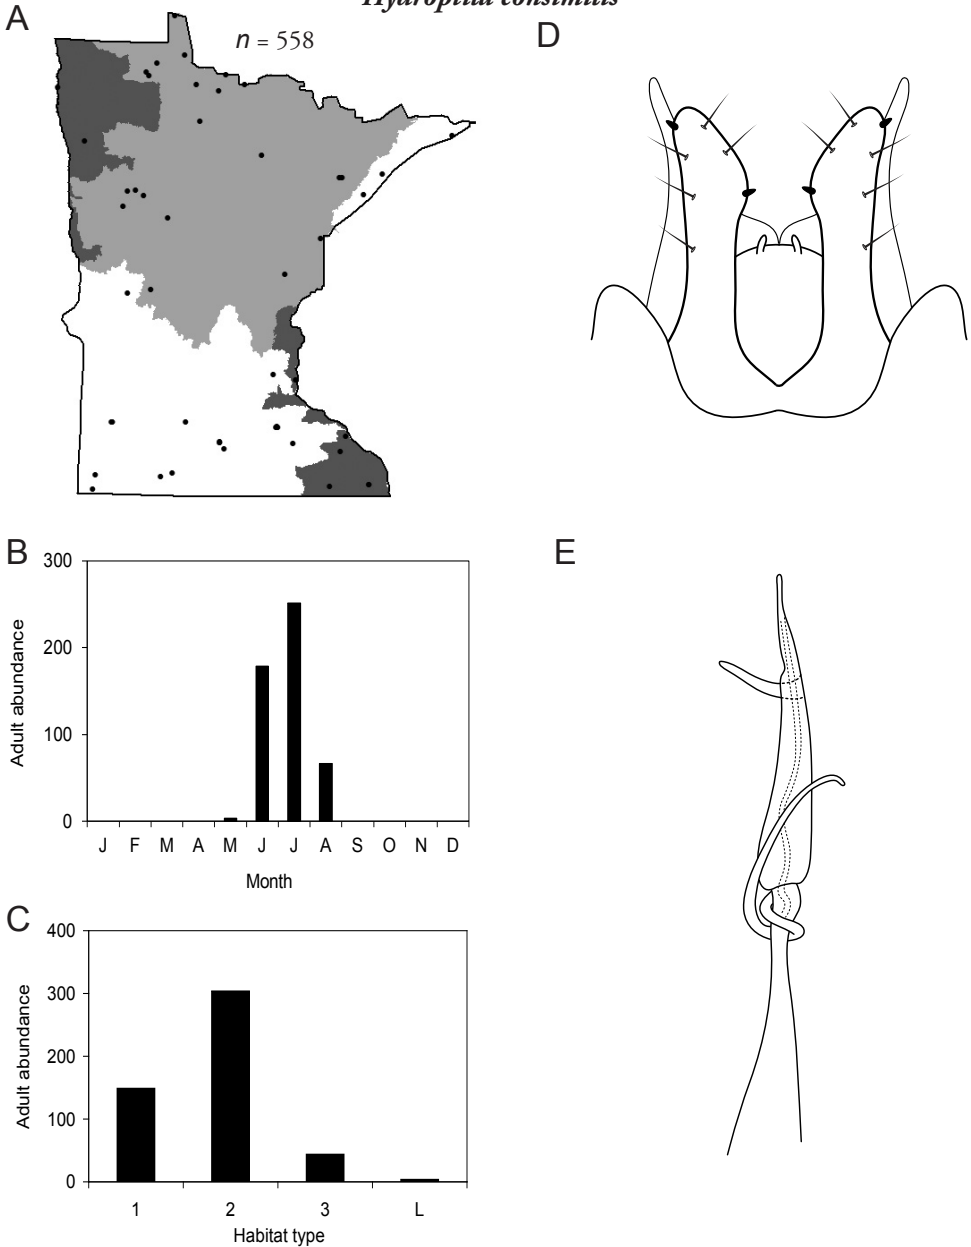 Hydroptila consimilis
A
n = 558
D
B
300
200
100
0
Adult abundance
J F M A M J J A S O N D
Month
C
400
300
200
100
0
Adult abundance
1 2 3 L
Habitat type
E